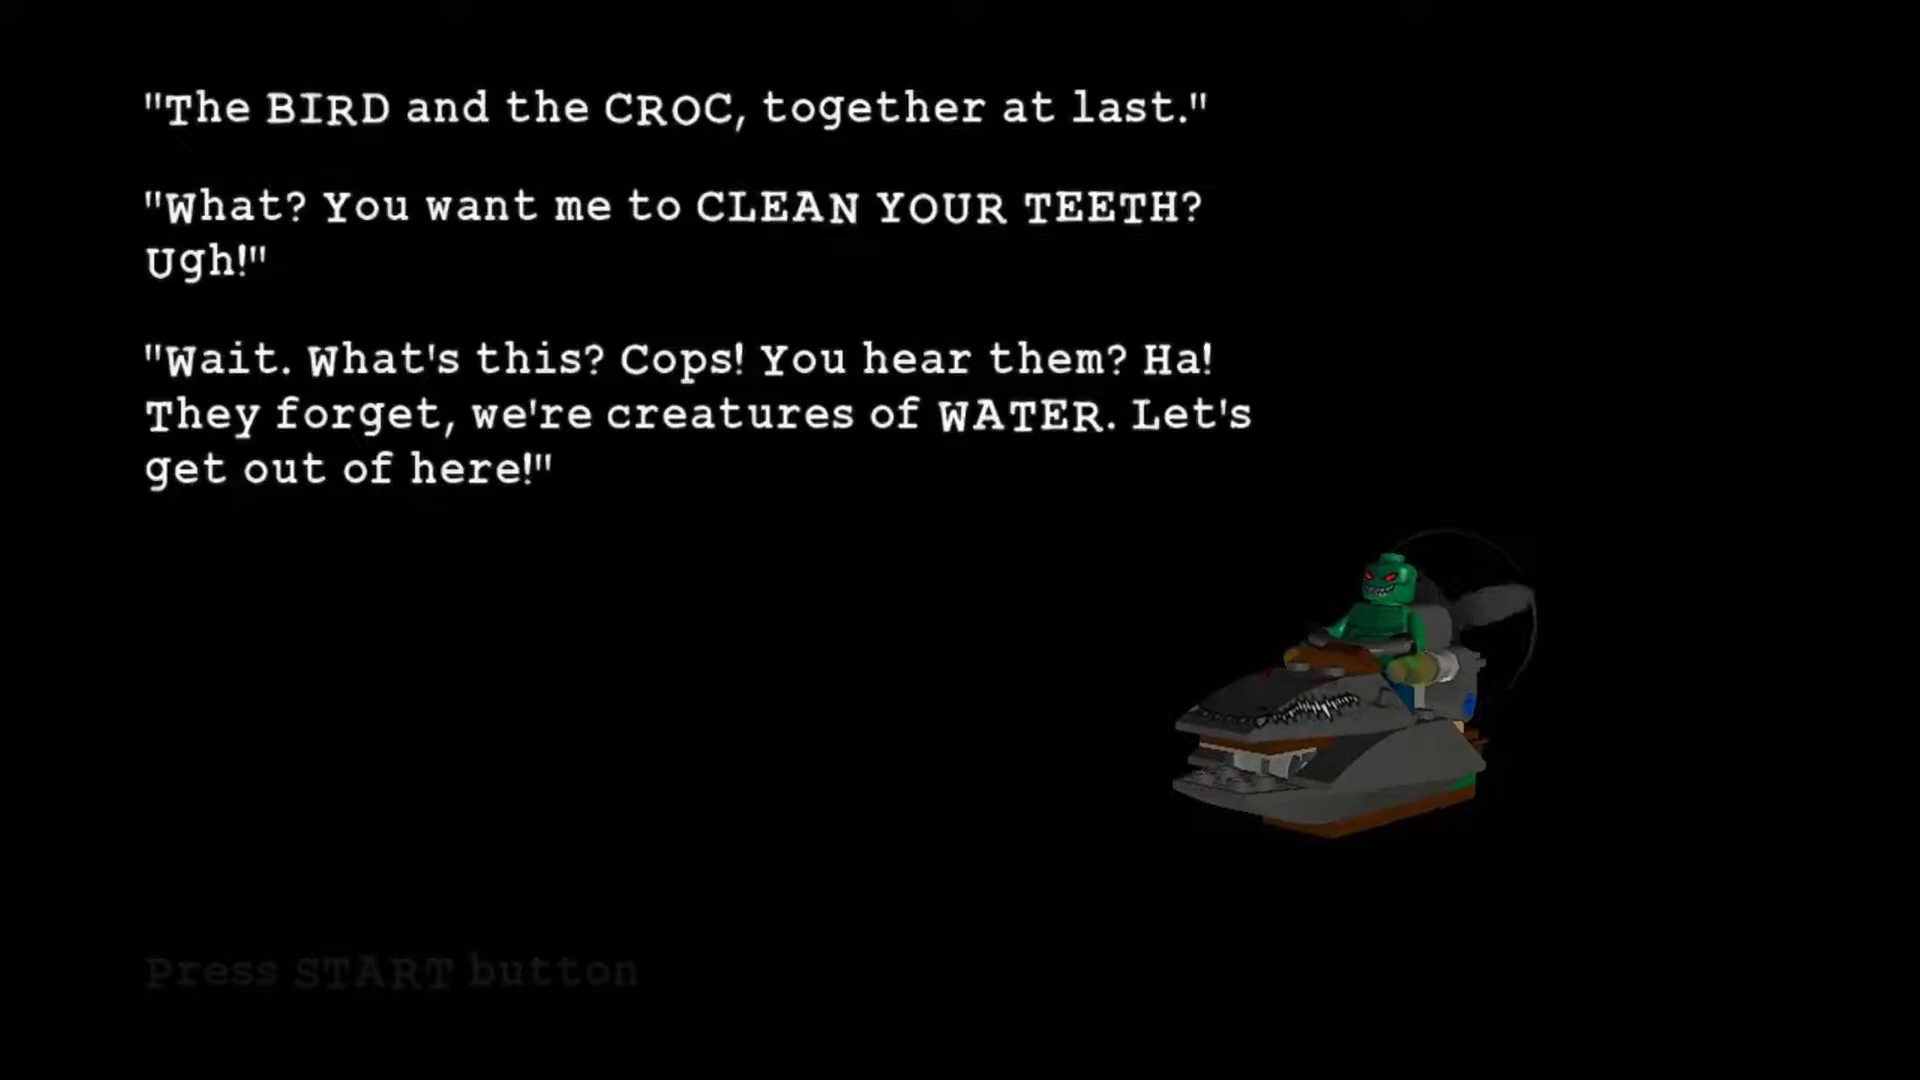 "The BIRD and the CROC, together at last."
"What? You want me to CLEAN YOUR TEETH?
Ugh!"
"Wait. What's this? Cops! You hear them? Ha!
They forget, we're creatures of WATER. Let's
get out of here!"
Press START button